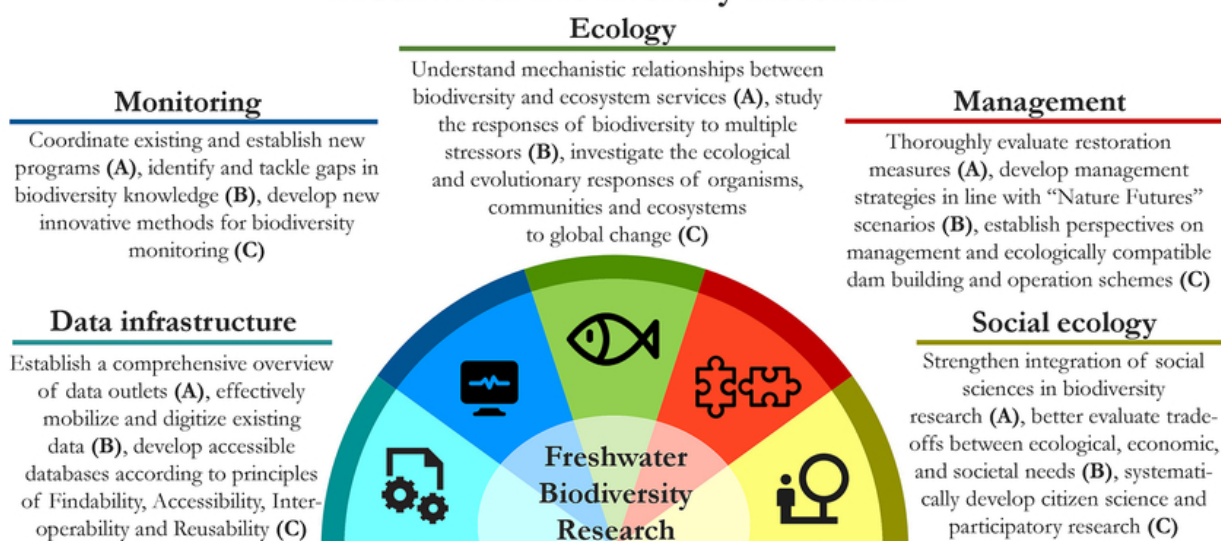 Ecology
Understand mechanistic relationships between
biodiversity and ecosystem services (A), study
the responses of biodiversity to multiple
stressors (B), investigate the ecological
and evolutionary responses of organisms,
communities and ecosystems
to global change (C)
Monitoring
Coordinate existing and establish new
programs (A), identify and tackle gaps in
biodiversity knowledge (B), develop new
innovative methods for biodiversity
monitoring (C)
Management
Thoroughly evaluate restoration
measures (A), develop management
strategies in line with “Nature Futures”
scenarios (B), establish perspectives on
management and ecologically compatible
dam building and operation schemes (C)
Data infrastructure
Establish a comprehensive overview
of data outlets (A), effectively
mobilize and digitize existing
data (B), develop accessible
databases according to principles
of Findability, Accessibility, Inter-
operability and Reusability (C)
Social ecology
Strengthen integration of social
sciences in biodiversity
research (A), better evaluate trade-
offs between ecological, economic,
and societal needs (B), systemati-
cally develop citizen science and
participatory research (C)
Freshwater
Biodiversity
Research